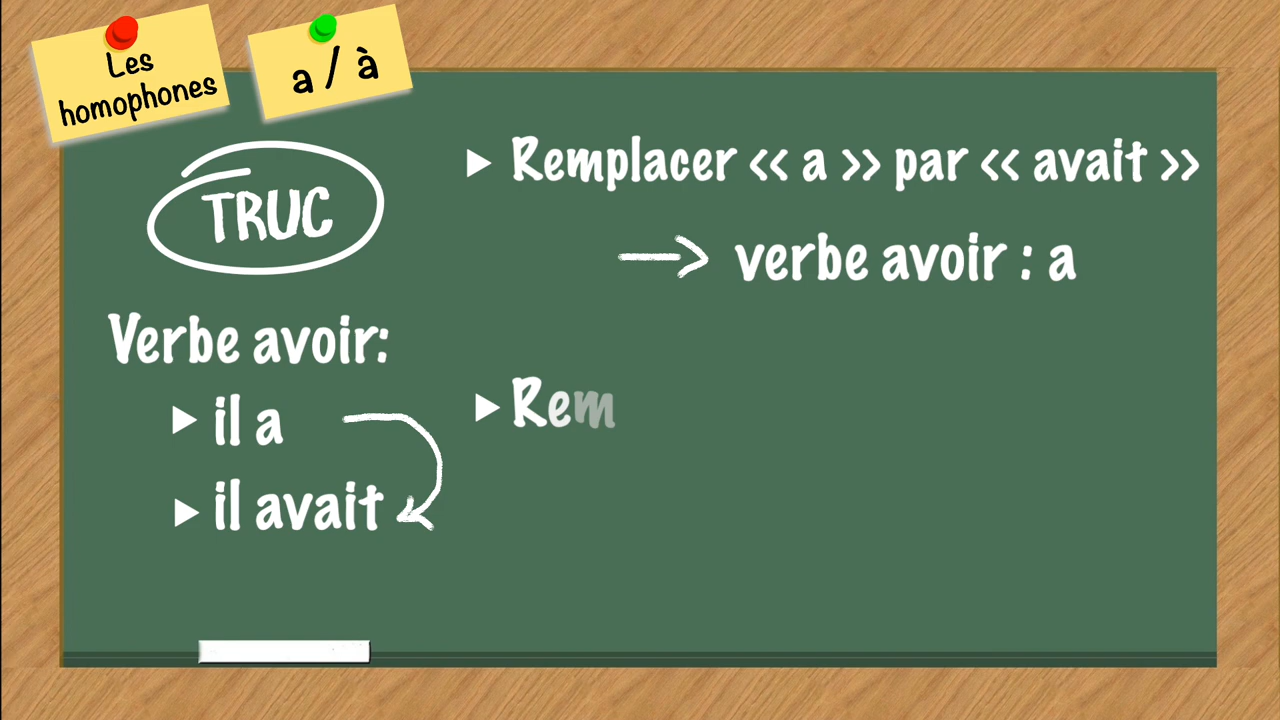 Les
homophones
a / à
TRUC
▸ Remplacer << a >> par << avait >>
→ verbe avoir : a
Verbe avoir:
▸ il a
▸ il avait
▸ Rem